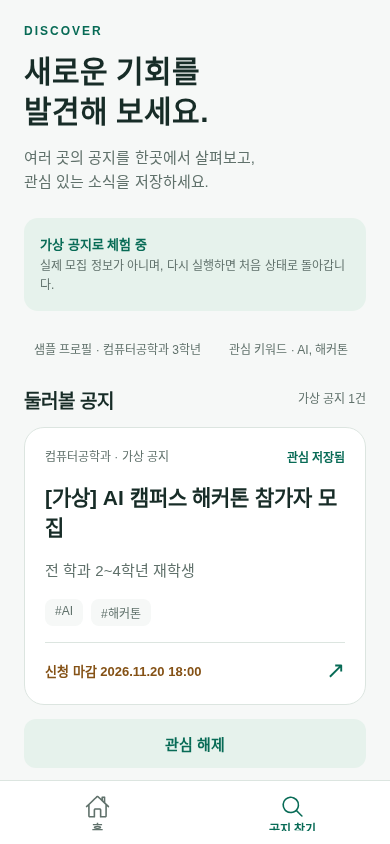 DISCOVER
새로운 기회를
발견해 보세요.
여러 곳의 공지를 한곳에서 살펴보고,
관심 있는 소식을 저장하세요.
가상 공지로 체험 중
실제 모집 정보가 아니며, 다시 실행하면 처음 상태로 돌아갑니
다.
샘플 프로필 · 컴퓨터공학과 3학년 관심 키워드 · AI, 해커톤
둘러볼 공지 가상 공지 1건
컴퓨터공학과 · 가상 공지 관심 저장됨
[가상] AI 캠퍼스 해커톤 참가자 모
집
전 학과 2~4학년 재학생
#AI #해커톤
신청 마감 2026.11.20 18:00
관심 해제
홈 공지 찾기